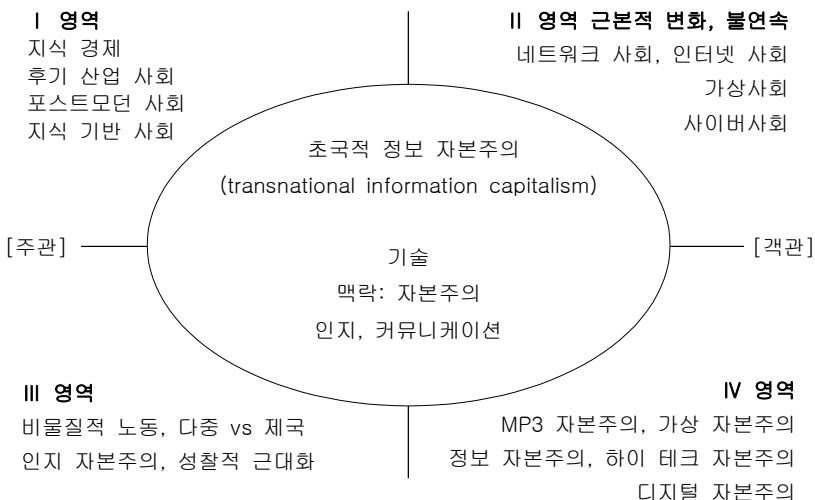 I 영역
지식 경제
후기 산업 사회
포스트모던 사회
지식 기반 사회
II 영역 근본적 변화, 불연속
네트워크 사회, 인터넷 사회
가상사회
사이버사회
초국적 정보 자본주의
(transnational information capitalism)
[주관]
[객관]
기술
맥락: 자본주의
인지, 커뮤니케이션
III 영역
비물질적 노동, 다중 vs 제국
인지 자본주의, 성찰적 근대화
IV 영역
MP3 자본주의, 가상 자본주의
정보 자본주의, 하이 테크 자본주의
디지털 자본주의